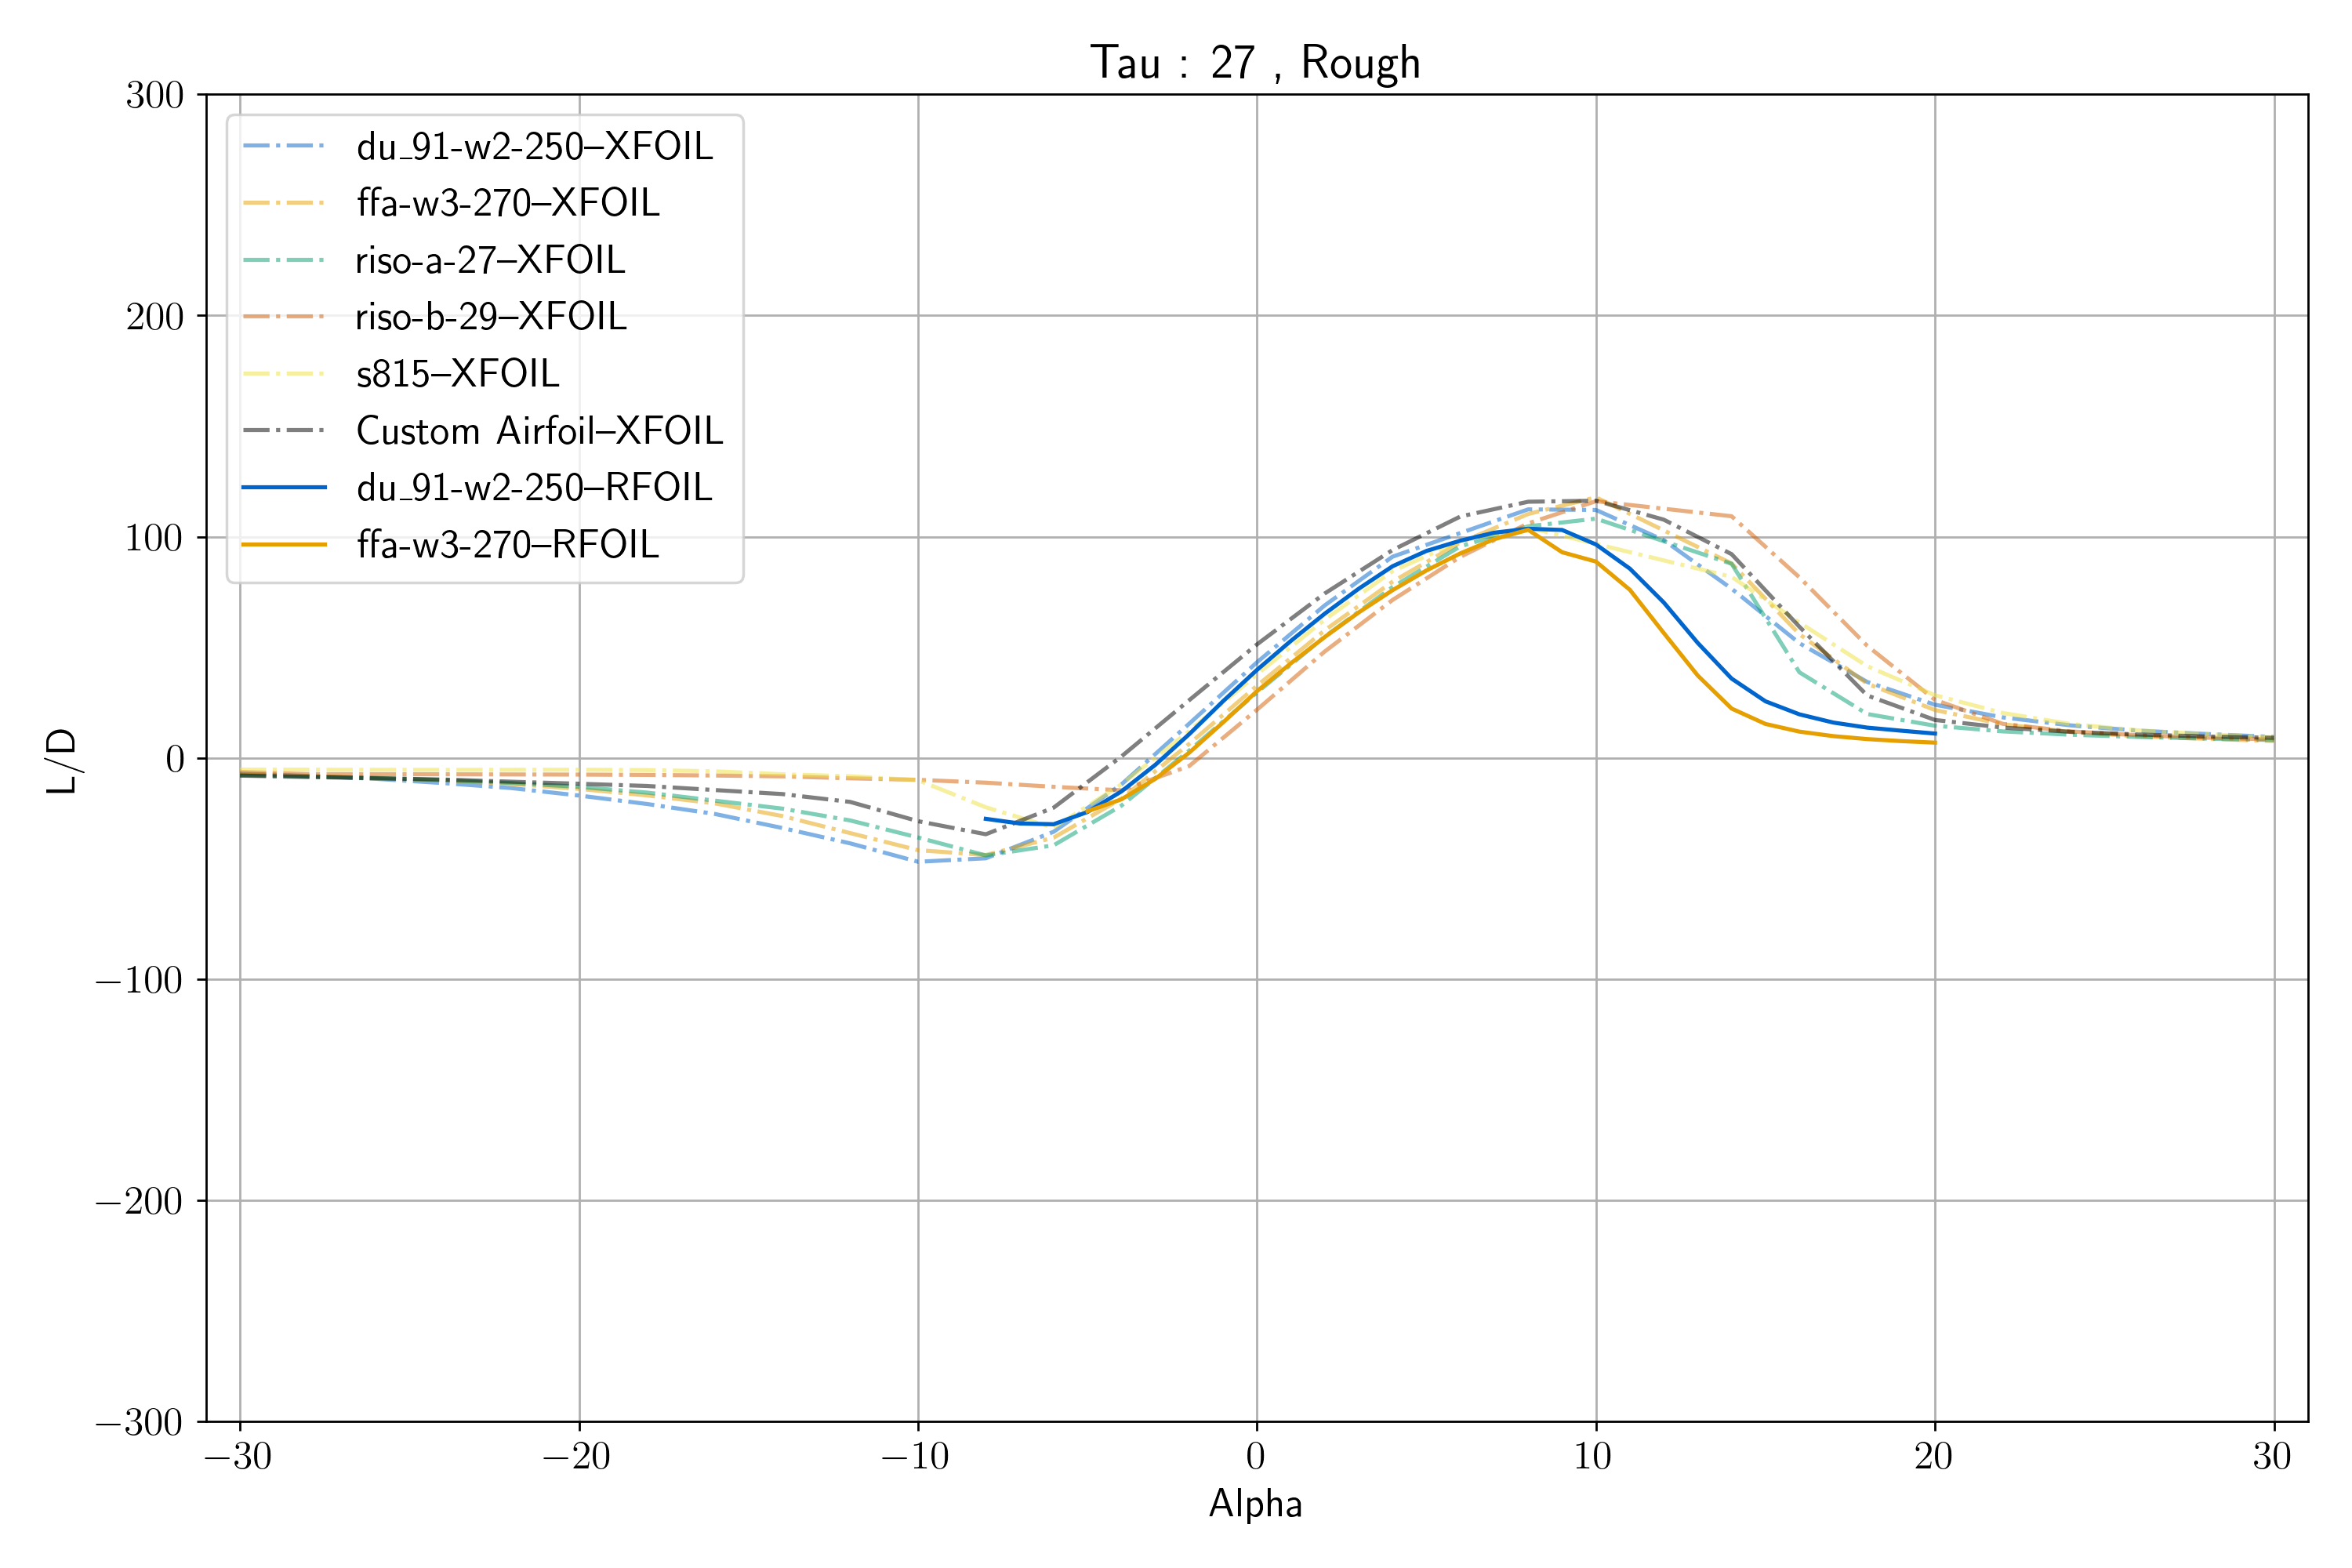 Tau : 27 , Rough
300
200
100
0
−100
−200
−300
L/D
du_91-w2-250–XFOIL
ffa-w3-270–XFOIL
riso-a-27–XFOIL
riso-b-29–XFOIL
s815–XFOIL
Custom Airfoil–XFOIL
du_91-w2-250–RFOIL
ffa-w3-270–RFOIL
−30 −20 −10 0 10 20 30
Alpha